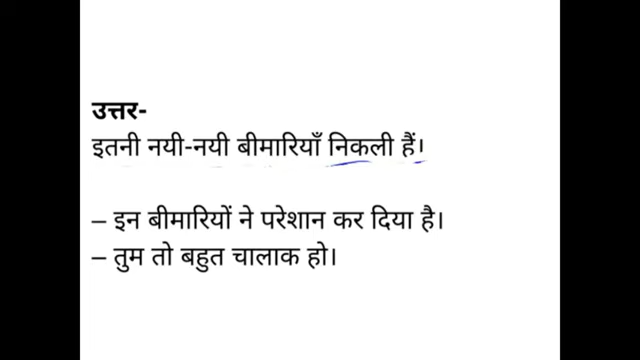 उत्तर-
इतनी नयी-नयी बीमारियाँ निकली हैं।
– इन बीमारियों ने परेशान कर दिया है।
– तुम तो बहुत चालाक हो।